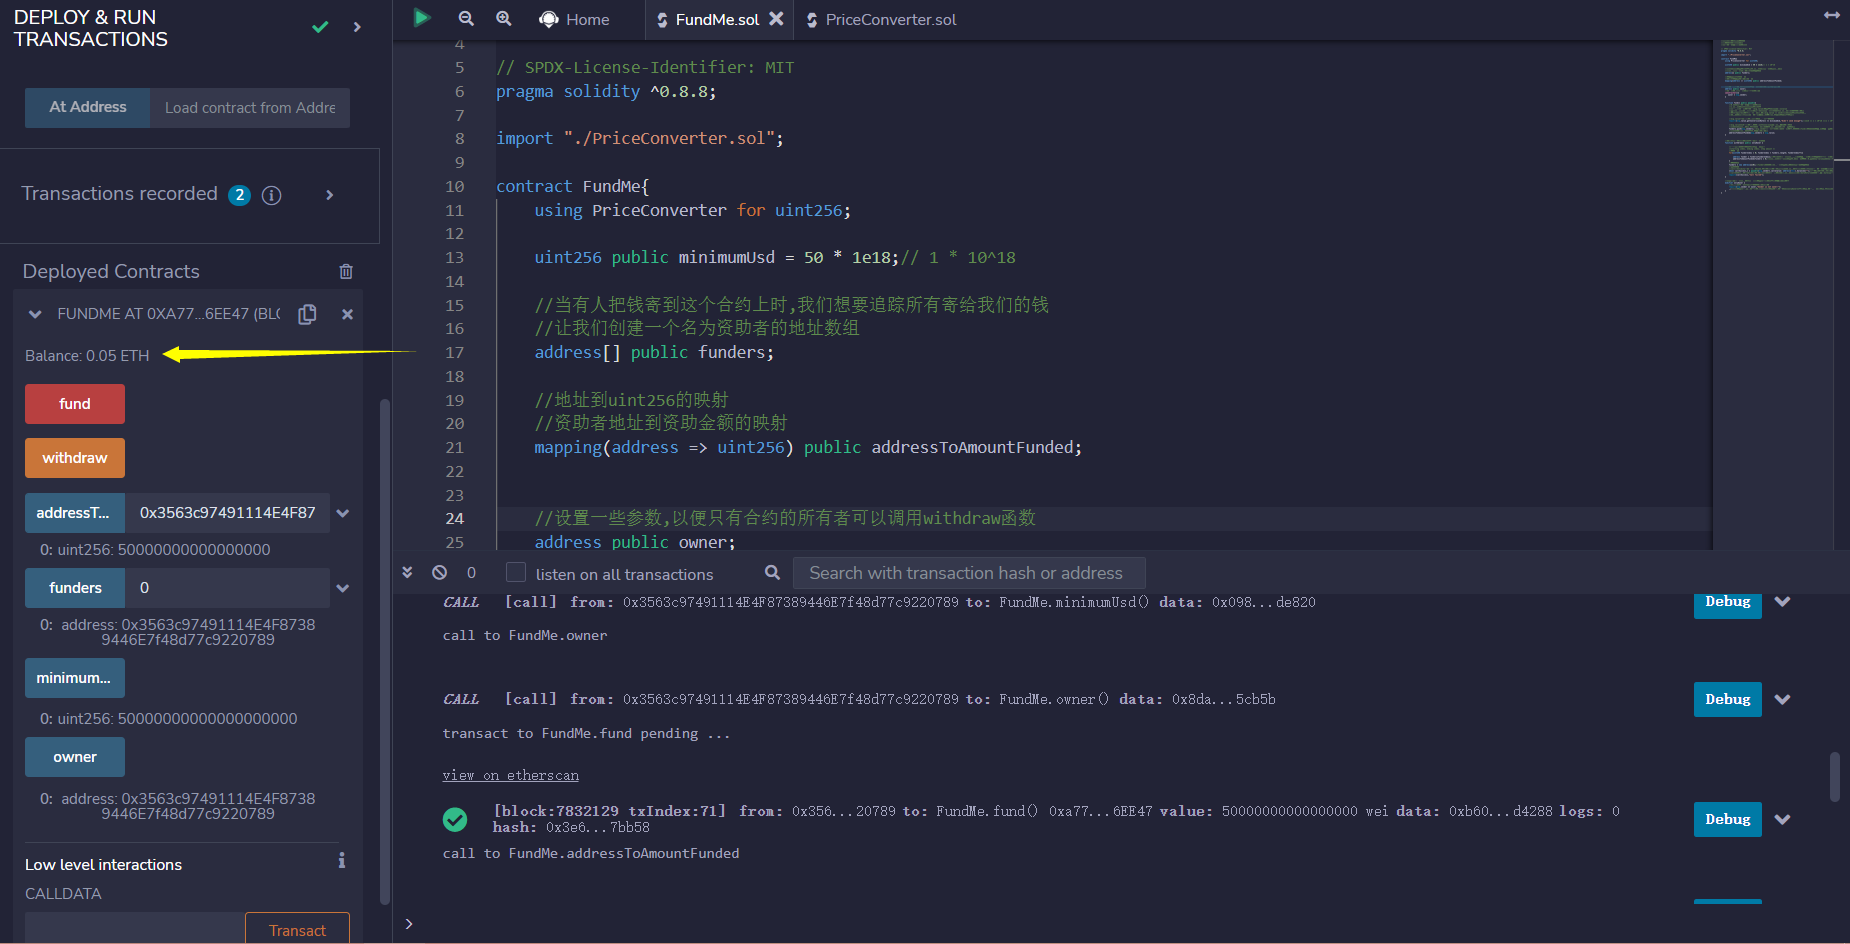 DEPLOY & RUN
TRANSACTIONS
At Address
Load contract from Addre
Transactions recorded 2
Deployed Contracts
FUNDME AT 0XA77...6EE47 (BLO
Balance: 0.05 ETH
fund
withdraw
addressT... 0x3563c97491114E4F87
0: uint256: 50000000000000000
funders 0
0: address: 0x3563c97491114E4F8738
9446E7f48d77c9220789
minimum...
0: uint256: 50000000000000000000
owner
0: address: 0x3563c97491114E4F8738
9446E7f48d77c9220789
Low level interactions
CALLDATA
Transact
Home
FundMe.sol
PriceConverter.sol
4
5 // SPDX-License-Identifier: MIT
6 pragma solidity ^0.8.8;
7
8 import "./PriceConverter.sol";
9
10 contract FundMe{
11 using PriceConverter for uint256;
12
13 uint256 public minimumUsd = 50 * 1e18;// 1 * 10^18
14
15 //当有人把钱寄到这个合约上时,我们想要追踪所有寄给我们的钱
16 //让我们创建一个名为资助者的地址数组
17 address[] public funders;
18
19 //地址到uint256的映射
20 //资助者地址到资助金额的映射
21 mapping(address => uint256) public addressToAmountFunded;
22
23
24 //设置一些参数,以便只有合约的所有者可以调用withdraw函数
25 address public owner;
0
listen on all transactions
Search with transaction hash or address
CALL [call] from: 0x3563c97491114E4F87389446E7f48d77c9220789 to: FundMe.minimumUsd() data: 0x098...de820
Debug
call to FundMe.owner
CALL [call] from: 0x3563c97491114E4F87389446E7f48d77c9220789 to: FundMe.owner() data: 0x8da...5cb5b
Debug
transact to FundMe.fund pending ...
view on etherscan
[block:7832129 txIndex:71] from: 0x356...20789 to: FundMe.fund() 0xa77...6EE47 value: 50000000000000000 wei data: 0xb60...d4288 logs: 0
hash: 0x3e6...7bb58
Debug
call to FundMe.addressToAmountFunded